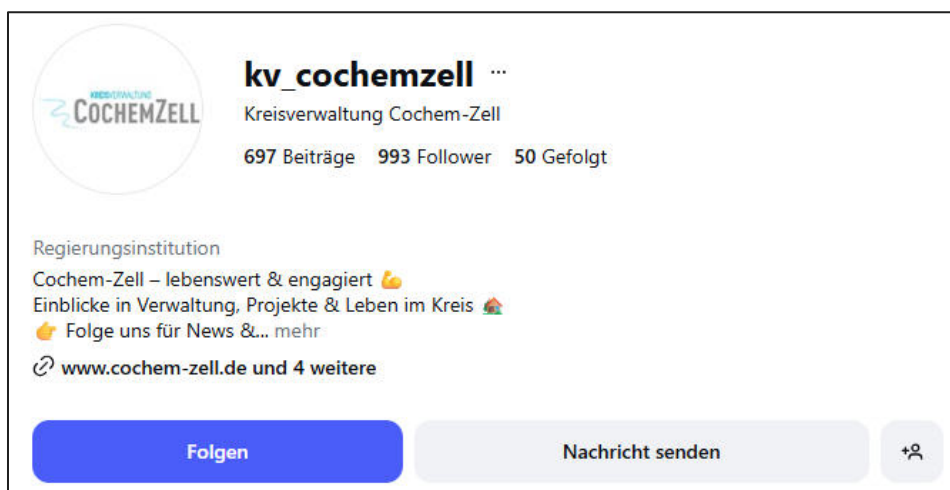 KREISVERWALTUNG
COCHEMZELL
kv_cochemzell ...
Kreisverwaltung Cochem-Zell
697 Beiträge 993 Follower 50 Gefolgt
Regierungsinstitution
Cochem-Zell – lebenswert & engagiert 💪
Einblicke in Verwaltung, Projekte & Leben im Kreis 🏠
👉 Folge uns für News &... mehr
www.cochem-zell.de und 4 weitere
Folgen Nachricht senden